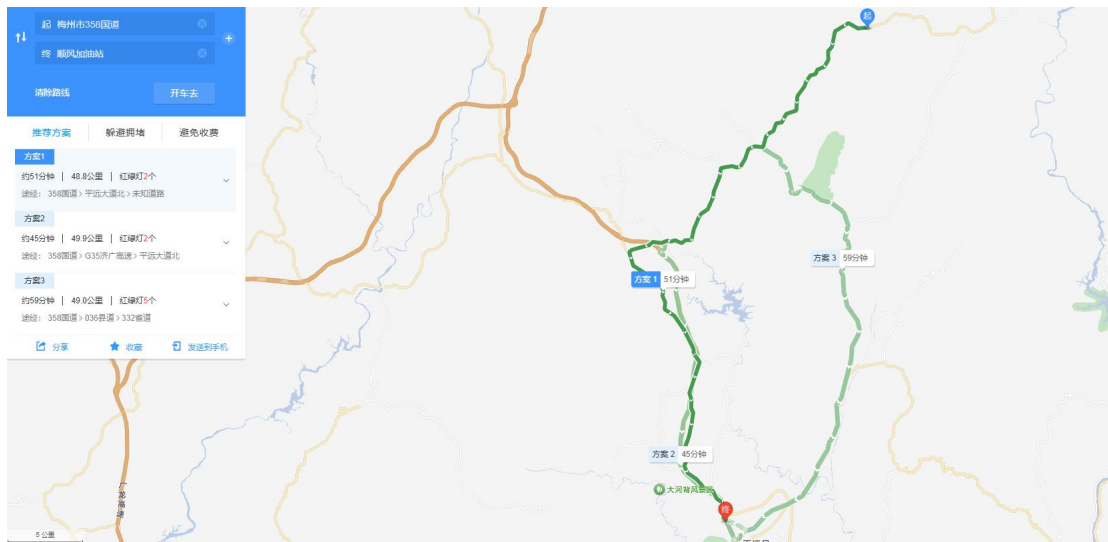 起 梅州市358国道
终 顺风加油站
清除路线
开车去
推荐方案 躲避拥堵 避免收费
方案1
约51分钟 | 48.8公里 | 红绿灯2个
途经： 358国道 > 平远大道北 > 未知道路
方案2
约45分钟 | 49.9公里 | 红绿灯2个
途经： 358国道 > G35济广高速 > 平远大道北
方案3
约59分钟 | 49.0公里 | 红绿灯5个
途经： 358国道 > 036县道 > 332省道
分享 收藏 发送到手机
起
方案 3 59分钟
方案 1 51分钟
方案 2 45分钟
大河背风景区
终
广龙高速
5 公里